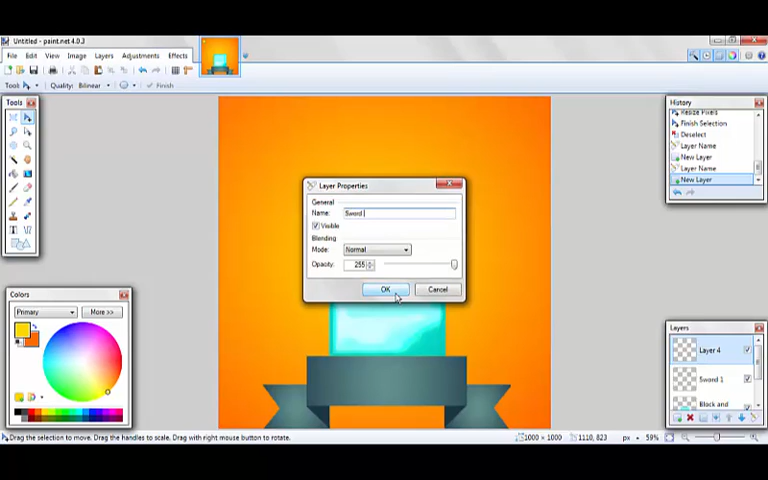 Untitled - paint.net 4.0.3
File Edit View Image Layers Adjustments Effects
Tool: Quality: Bilinear Finish
Tools
Layer Properties
General
Name: Sword
Visible
Blending
Mode: Normal
Opacity: 255
OK Cancel
History
Resize Pixels
Finish Selection
Deselect
Layer Name
New Layer
Layer Name
New Layer
Colors
Primary More >>
Layers
Layer 4
Sword 1
Block and
Drag the selection to move. Drag the handles to scale. Drag with right mouse button to rotate. 1000 × 1000 1110, 823 px 59%